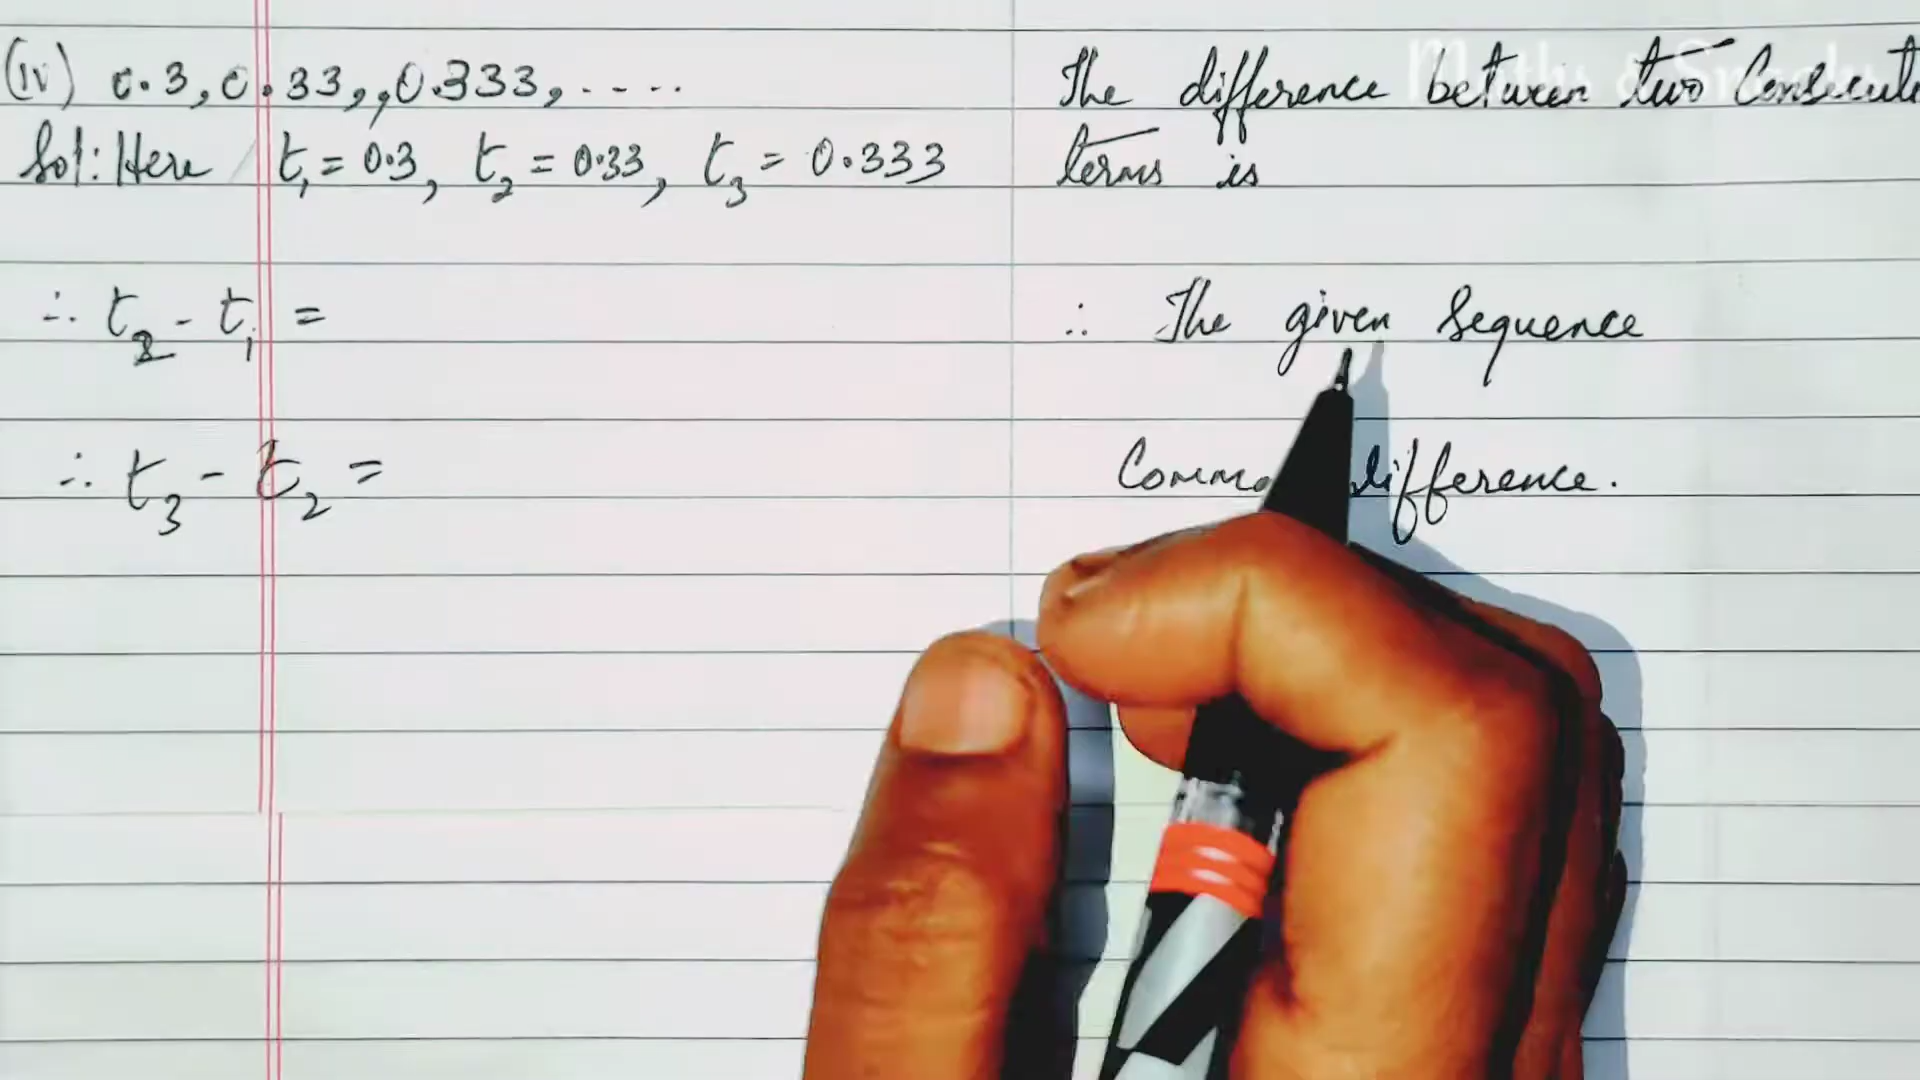 (iv) 0.3, 0.33,, 0.333, ....
Sol: Here t₁ = 0.3, t₂ = 0.33, t₃ = 0.333
∴ t₂ - t₁ =
∴ t₃ - t₂ =
The difference between two
terms is
∴ The given Sequence
difference.